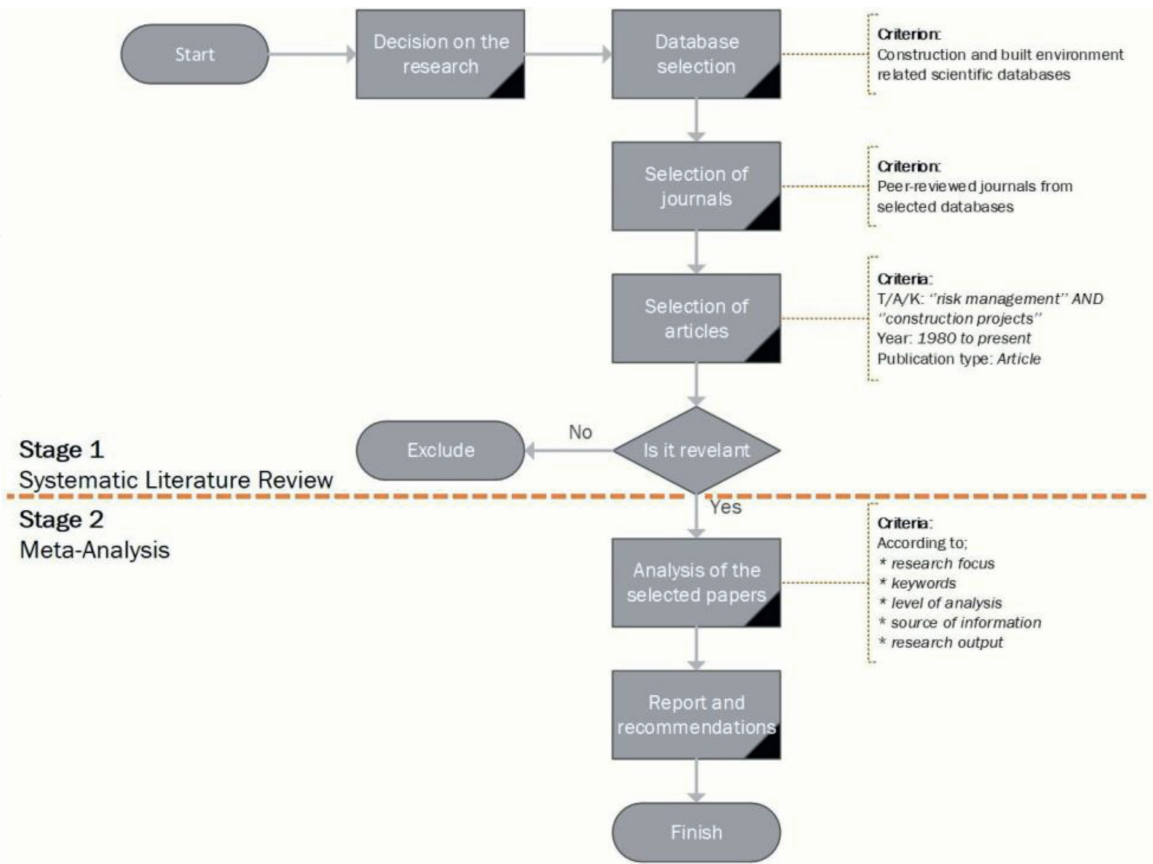 Start
Decision on the
research
Database
selection
Criterion:
Construction and built environment
related scientific databases
Selection of
journals
Criterion:
Peer-reviewed journals from
selected databases
Selection of
articles
Criteria:
T/A/K: ‘‘risk management’’ AND
‘‘construction projects’’
Year: 1980 to present
Publication type: Article
Is it revelant
No
Exclude
Stage 1
Systematic Literature Review
Yes
Stage 2
Meta-Analysis
Analysis of the
selected papers
Criteria:
According to;
* research focus
* keywords
* level of analysis
* source of information
* research output
Report and
recommendations
Finish